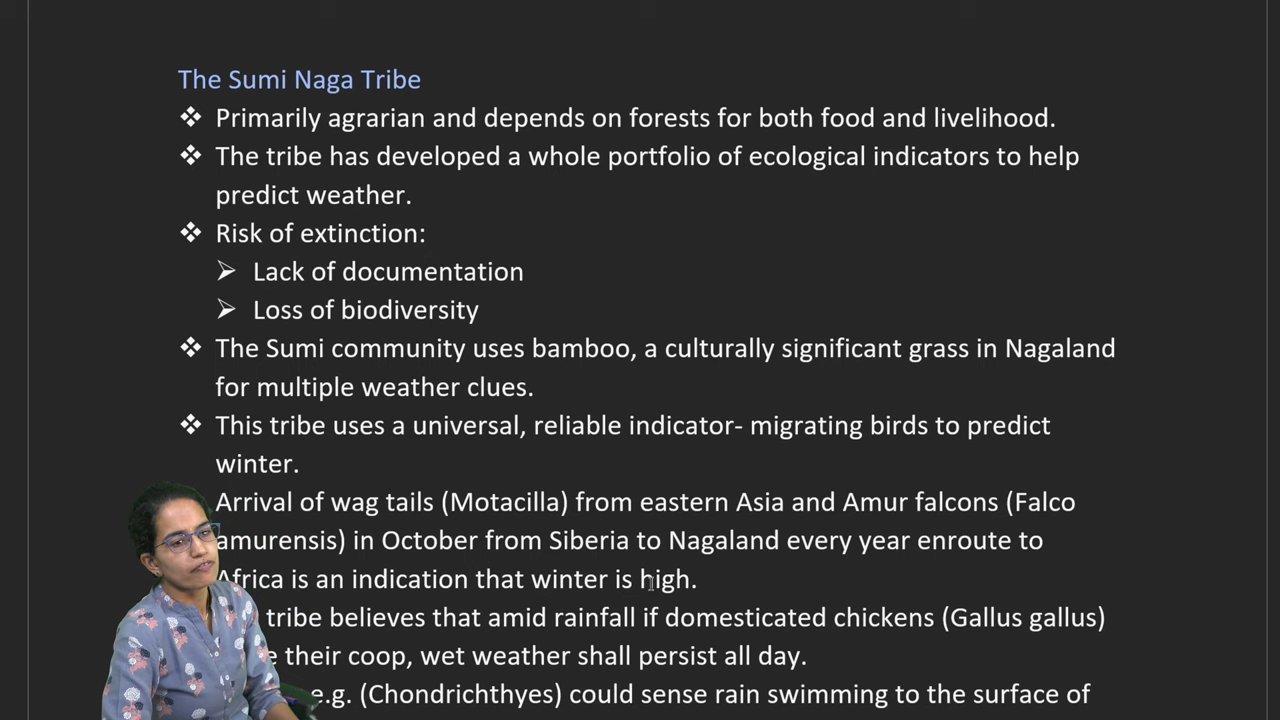 The Sumi Naga Tribe
❖ Primarily agrarian and depends on forests for both food and livelihood.
❖ The tribe has developed a whole portfolio of ecological indicators to help
predict weather.
❖ Risk of extinction:
➢ Lack of documentation
➢ Loss of biodiversity
❖ The Sumi community uses bamboo, a culturally significant grass in Nagaland
for multiple weather clues.
❖ This tribe uses a universal, reliable indicator- migrating birds to predict
winter.
Arrival of wag tails (Motacilla) from eastern Asia and Amur falcons (Falco
amurensis) in October from Siberia to Nagaland every year enroute to
Africa is an indication that winter is high.
tribe believes that amid rainfall if domesticated chickens (Gallus gallus)
their coop, wet weather shall persist all day.
e.g. (Chondrichthyes) could sense rain swimming to the surface of